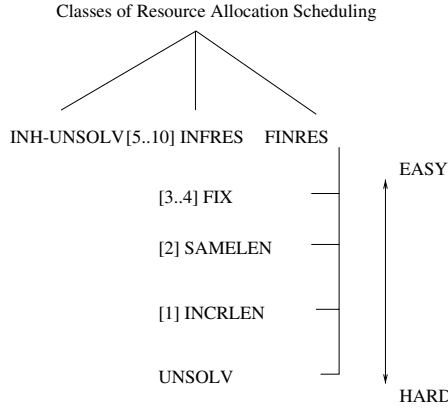 Classes of Resource Allocation Scheduling
INH-UNSOLV[5..10] INFRES FINRES
EASY
[3..4] FIX
[2] SAMELEN
[1] INCRLEN
UNSOLV
HARD